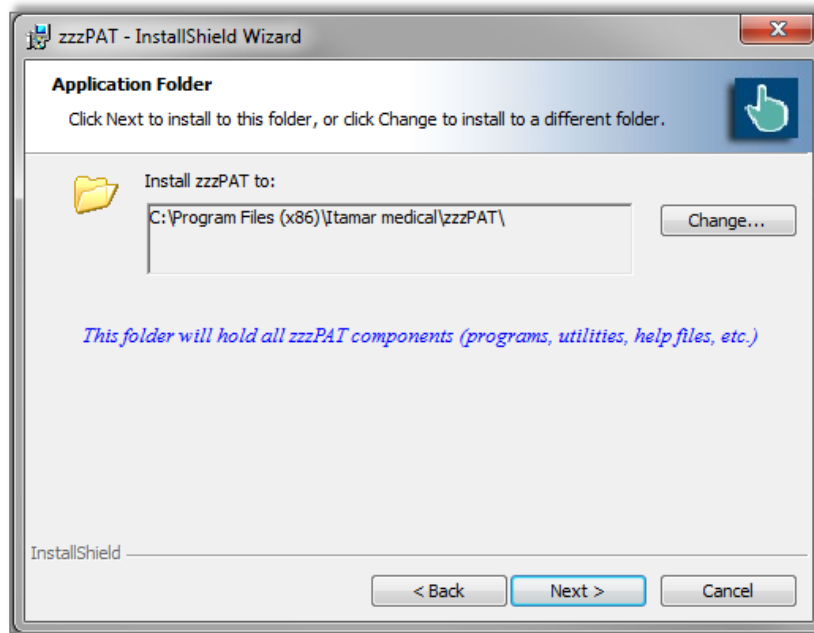 zzzPAT - InstallShield Wizard
Application Folder
Click Next to install to this folder, or click Change to install to a different folder.
Install zzzPAT to:
C:\Program Files (x86)\Itamar medical\zzzPAT\
Change...
This folder will hold all zzzPAT components (programs, utilities, help files, etc.)
InstallShield
< Back
Next >
Cancel